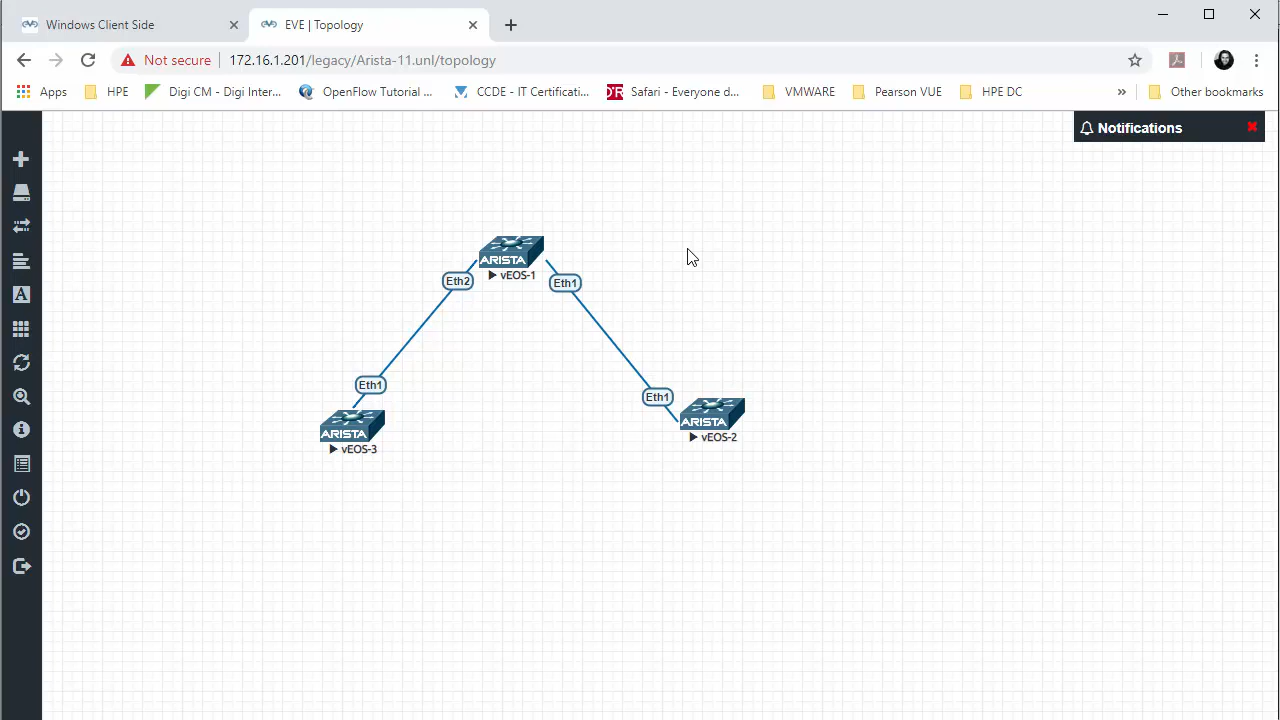 Windows Client Side
EVE | Topology
Not secure
172.16.1.201/legacy/Arista-11.unl/topology
Apps
HPE
Digi CM - Digi Inter...
OpenFlow Tutorial ...
CCDE - IT Certificati...
O'R
Safari - Everyone d...
VMWARE
Pearson VUE
HPE DC
»
Other bookmarks
Notifications
A
ARISTA
vEOS-1
Eth2
Eth1
Eth1
Eth1
ARISTA
vEOS-2
ARISTA
vEOS-3